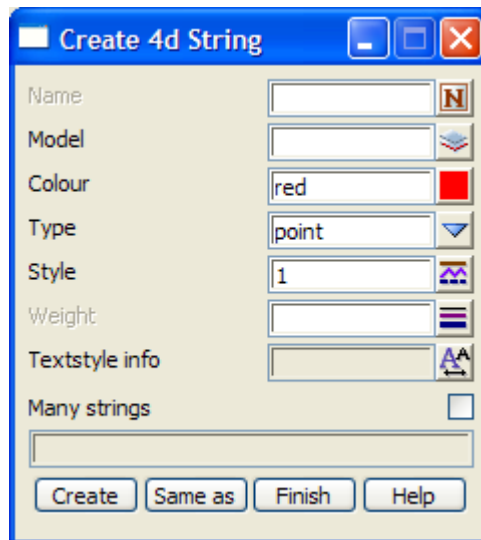 Create 4d String
Name
N
Model
Colour red
Type point
Style 1
Weight
Textstyle info
A A
Many strings
Create Same as Finish Help